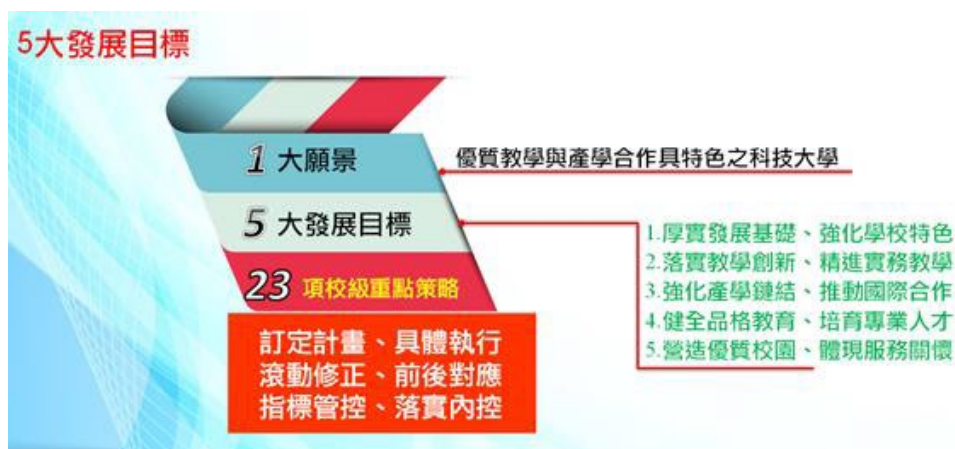 5大發展目標
1 大願景
優質教學與產學合作具特色之科技大學
5 大發展目標
1.厚實發展基礎、強化學校特色
2.落實教學創新、精進實務教學
3.強化產學鏈結、推動國際合作
4.健全品格教育、培育專業人才
5.營造優質校園、體現服務關懷
23 項校級重點策略
訂定計畫、具體執行
滾動修正、前後對應
指標管控、落實內控